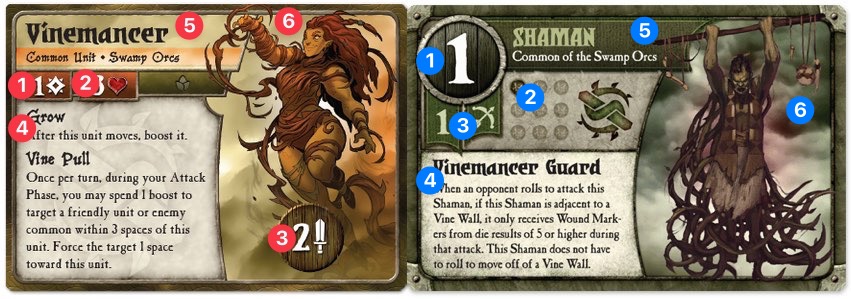 Vinemancer
Common Unit • Swamp Orcs
5
6
1
1
2
3
Grow
4
After this unit moves, boost it.
Vine Pull
Once per turn, during your Attack
Phase, you may spend 1 boost to
target a friendly unit or enemy
common within 3 spaces of this
unit. Force the target 1 space
toward this unit.
3
2
1
1
SHAMAN
Common of the Swamp Orcs
5
2
6
1
3
Vinemancer Guard
4
When an opponent rolls to attack this
Shaman, if this Shaman is adjacent to a
Vine Wall, it only receives Wound Mark-
ers from die results of 5 or higher during
that attack. This Shaman does not have
to roll to move off of a Vine Wall.